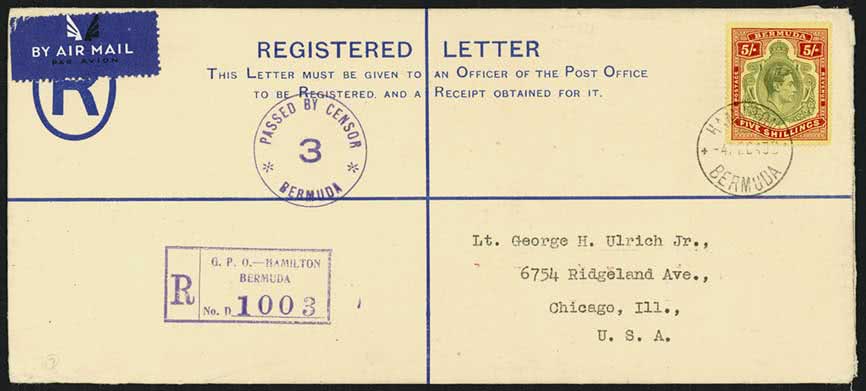 BY AIR MAIL
PAR AVION
R
REGISTERED LETTER
THIS LETTER MUST BE GIVEN TO AN OFFICER OF THE POST OFFICE
TO BE REGISTERED, AND A RECEIPT OBTAINED FOR IT.
BERMUDA
5/- 5/-
POSTAGE
REVENUE
FIVE SHILLINGS
BERMUDA
PASSED BY CENSOR
3
BERMUDA
R
G. P. O.—HAMILTON
BERMUDA
No. D 1003
Lt. George H. Ulrich Jr.,
6754 Ridgeland Ave.,
Chicago, Ill.,
U. S. A.